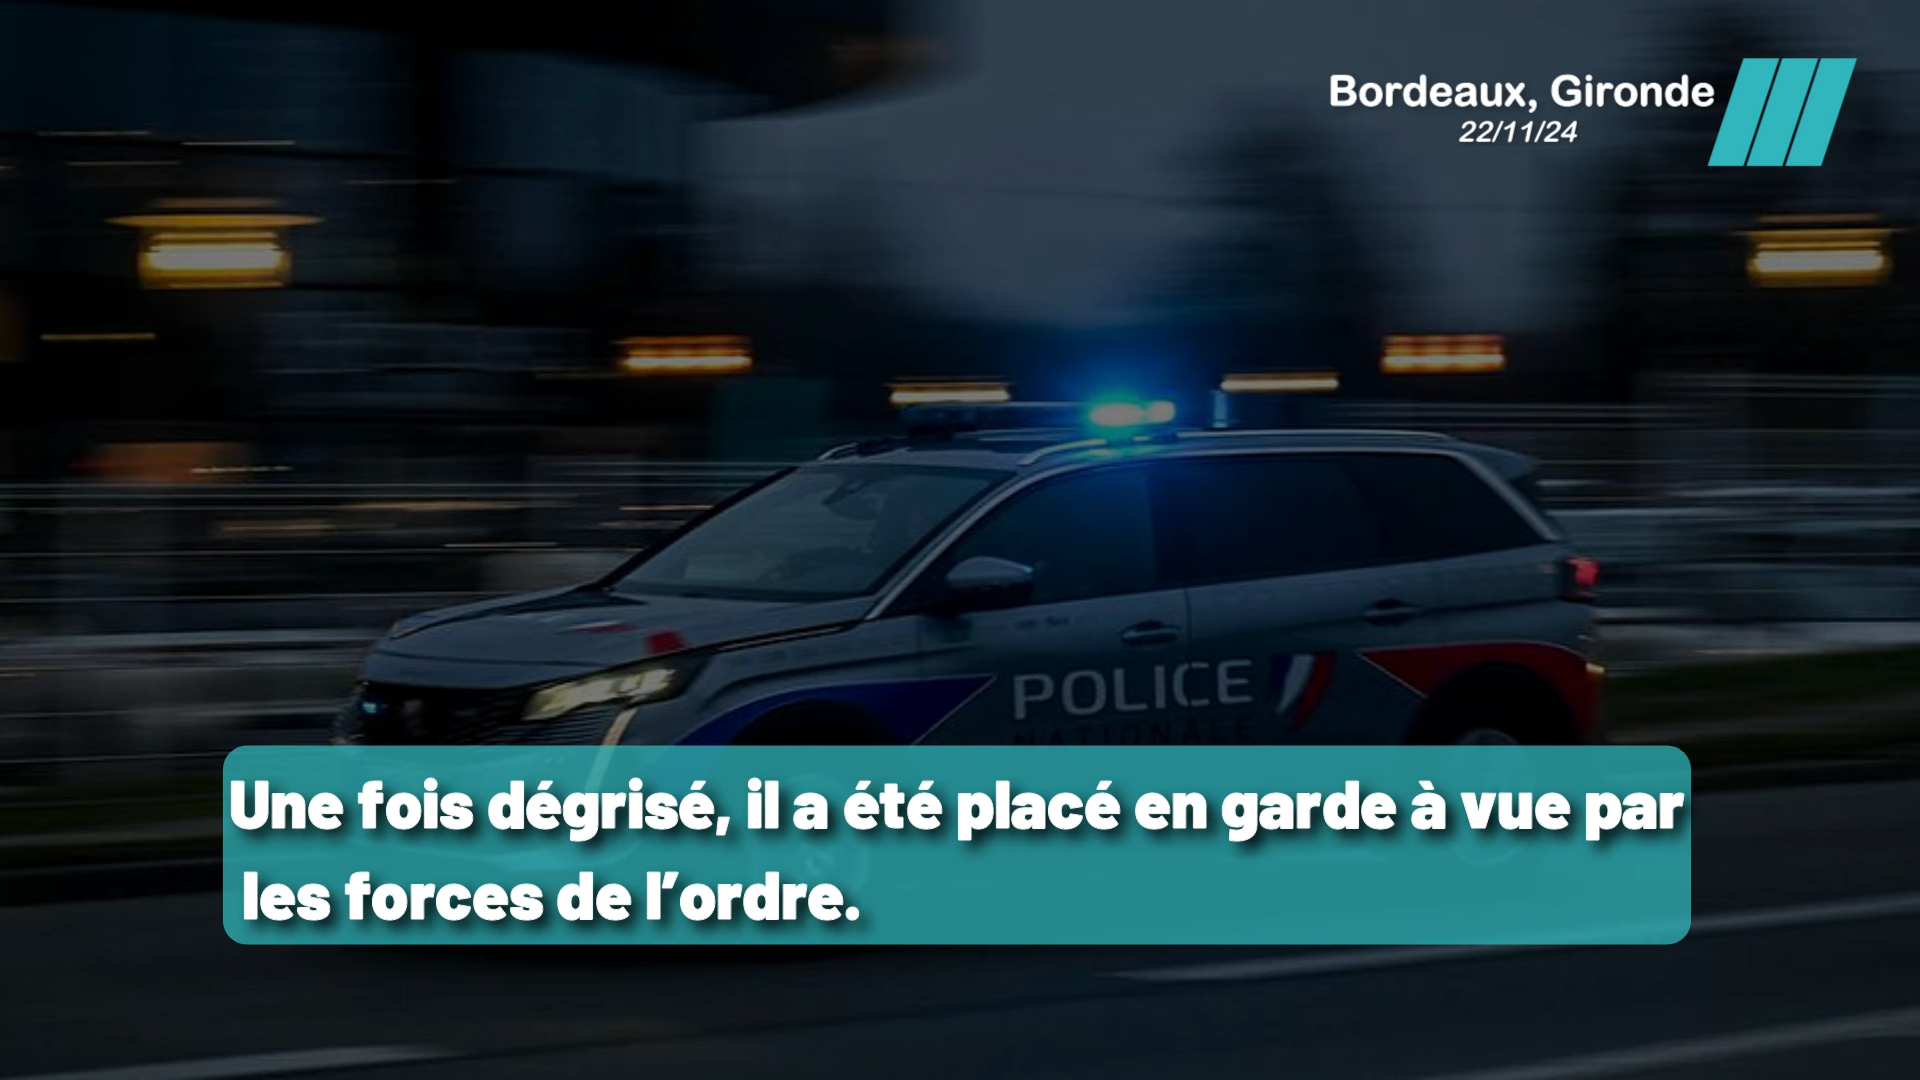 Bordeaux, Gironde
22/11/24
POLICE
NATIONALE
Une fois dégrisé, il a été placé en garde à vue par
les forces de l'ordre.